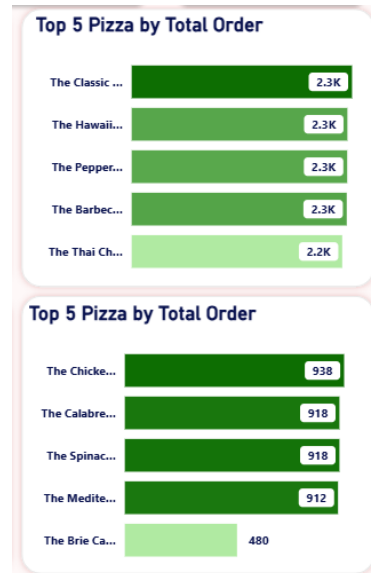 Top 5 Pizza by Total Order
The Classic ... 2.3K
The Hawaii... 2.3K
The Pepper... 2.3K
The Barbec... 2.3K
The Thai Ch... 2.2K
Top 5 Pizza by Total Order
The Chicke... 938
The Calabre... 918
The Spinac... 918
The Medite... 912
The Brie Ca... 480